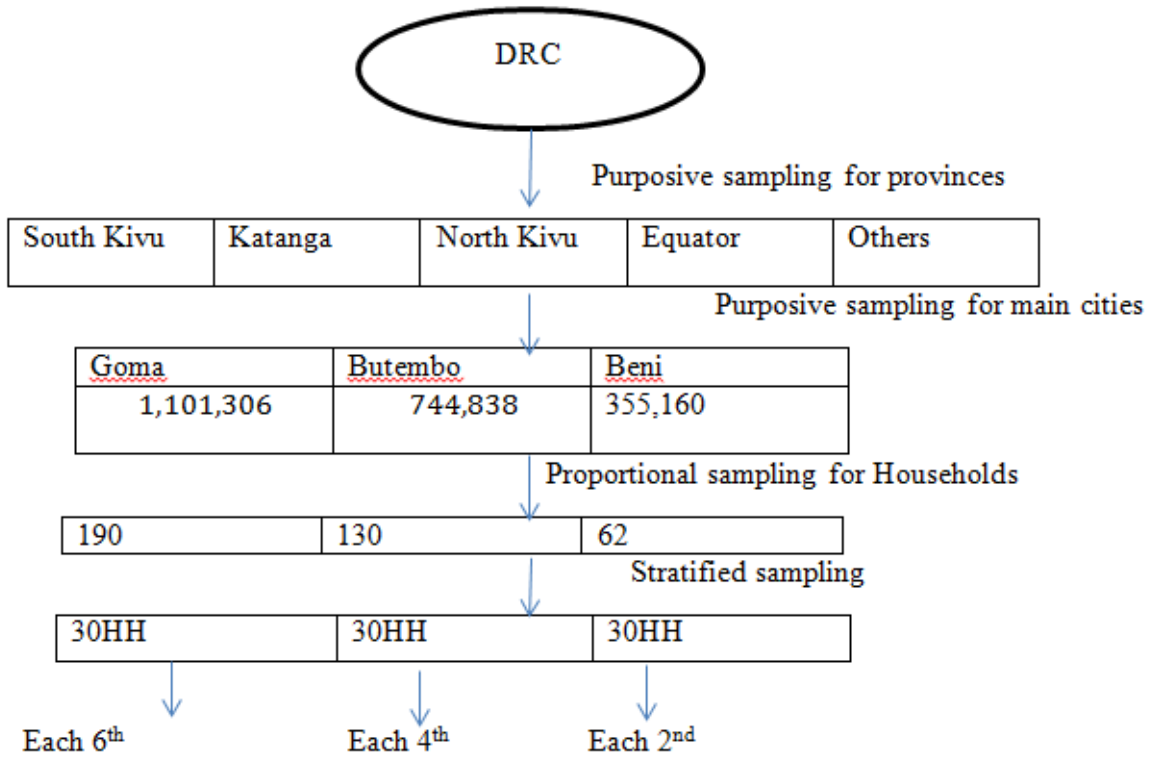 DRC
Purposive sampling for provinces
South Kivu Katanga North Kivu Equator Others
Purposive sampling for main cities
Goma Butembo Beni
1,101,306 744,838 355,160
Proportional sampling for Households
190 130 62
Stratified sampling
30HH 30HH 30HH
Each 6th Each 4th Each 2nd